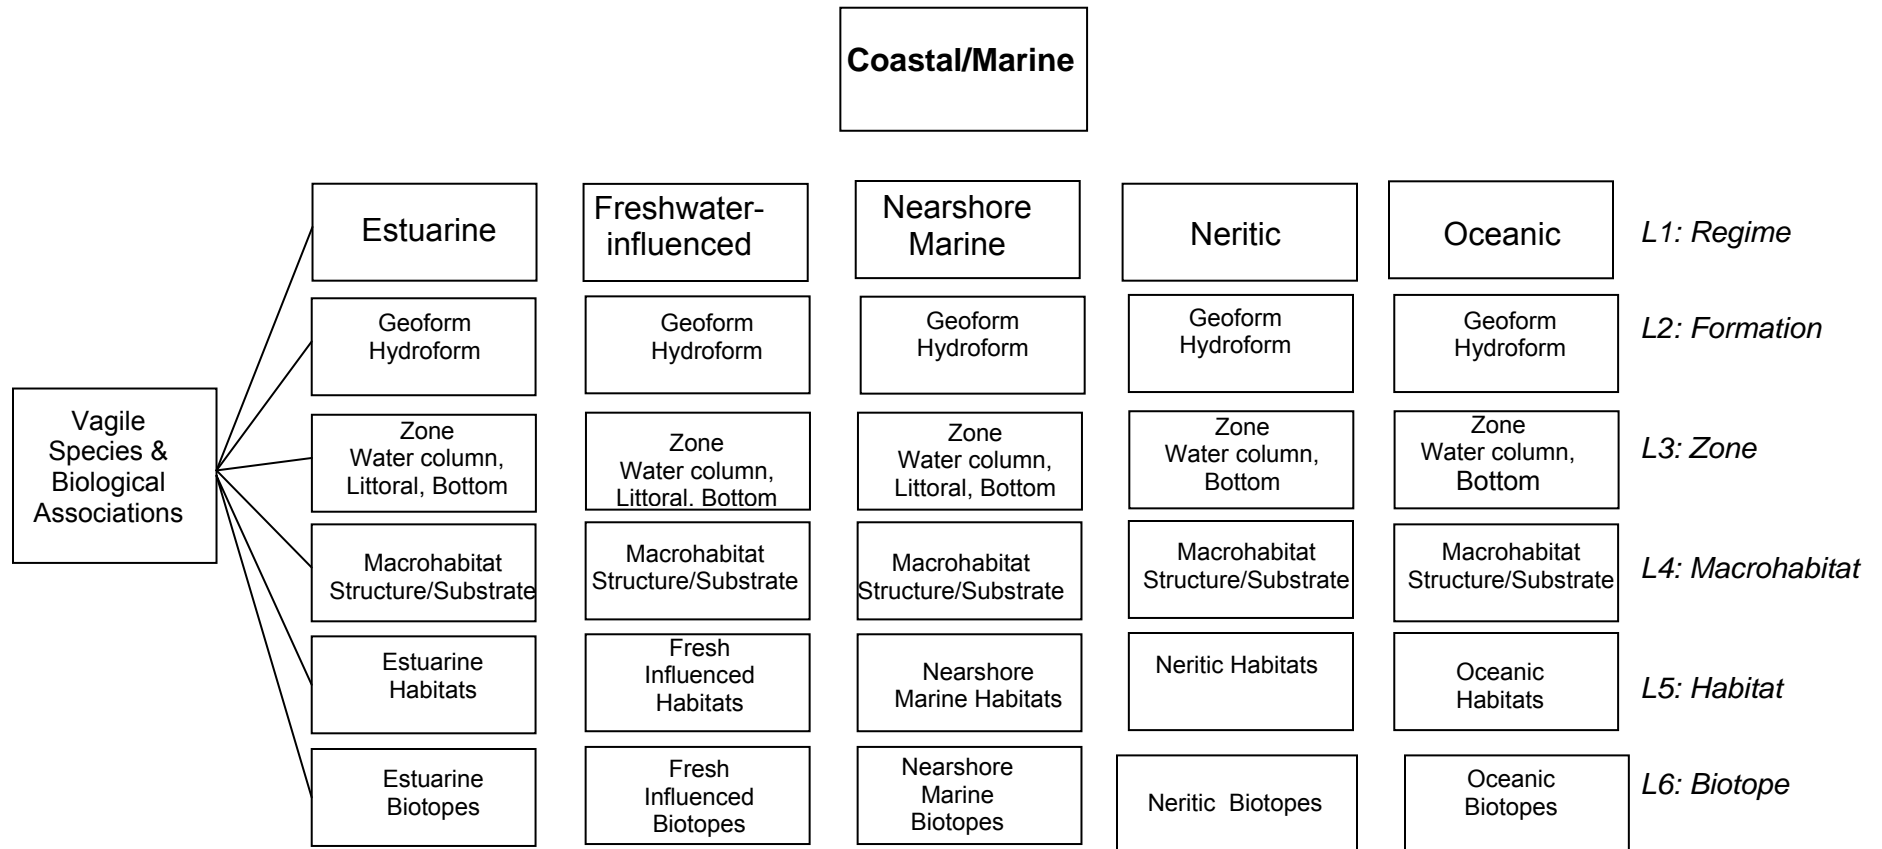 Coastal/Marine
Estuarine
Freshwater-
influenced
Nearshore
Marine
Neritic
Oceanic
L1: Regime
Geoform
Hydroform
Geoform
Hydroform
Geoform
Hydroform
Geoform
Hydroform
Geoform
Hydroform
L2: Formation
Vagile
Species &
Biological
Associations
Zone
Water column,
Littoral, Bottom
Zone
Water column,
Littoral. Bottom
Zone
Water column,
Littoral, Bottom
Zone
Water column,
Bottom
Zone
Water column,
Bottom
L3: Zone
Macrohabitat
Structure/Substrate
Macrohabitat
Structure/Substrate
Macrohabitat
Structure/Substrate
Macrohabitat
Structure/Substrate
Macrohabitat
Structure/Substrate
L4: Macrohabitat
Estuarine
Habitats
Fresh
Influenced
Habitats
Nearshore
Marine Habitats
Neritic Habitats
Oceanic
Habitats
L5: Habitat
Estuarine
Biotopes
Fresh
Influenced
Biotopes
Nearshore
Marine
Biotopes
Neritic Biotopes
Oceanic
Biotopes
L6: Biotope